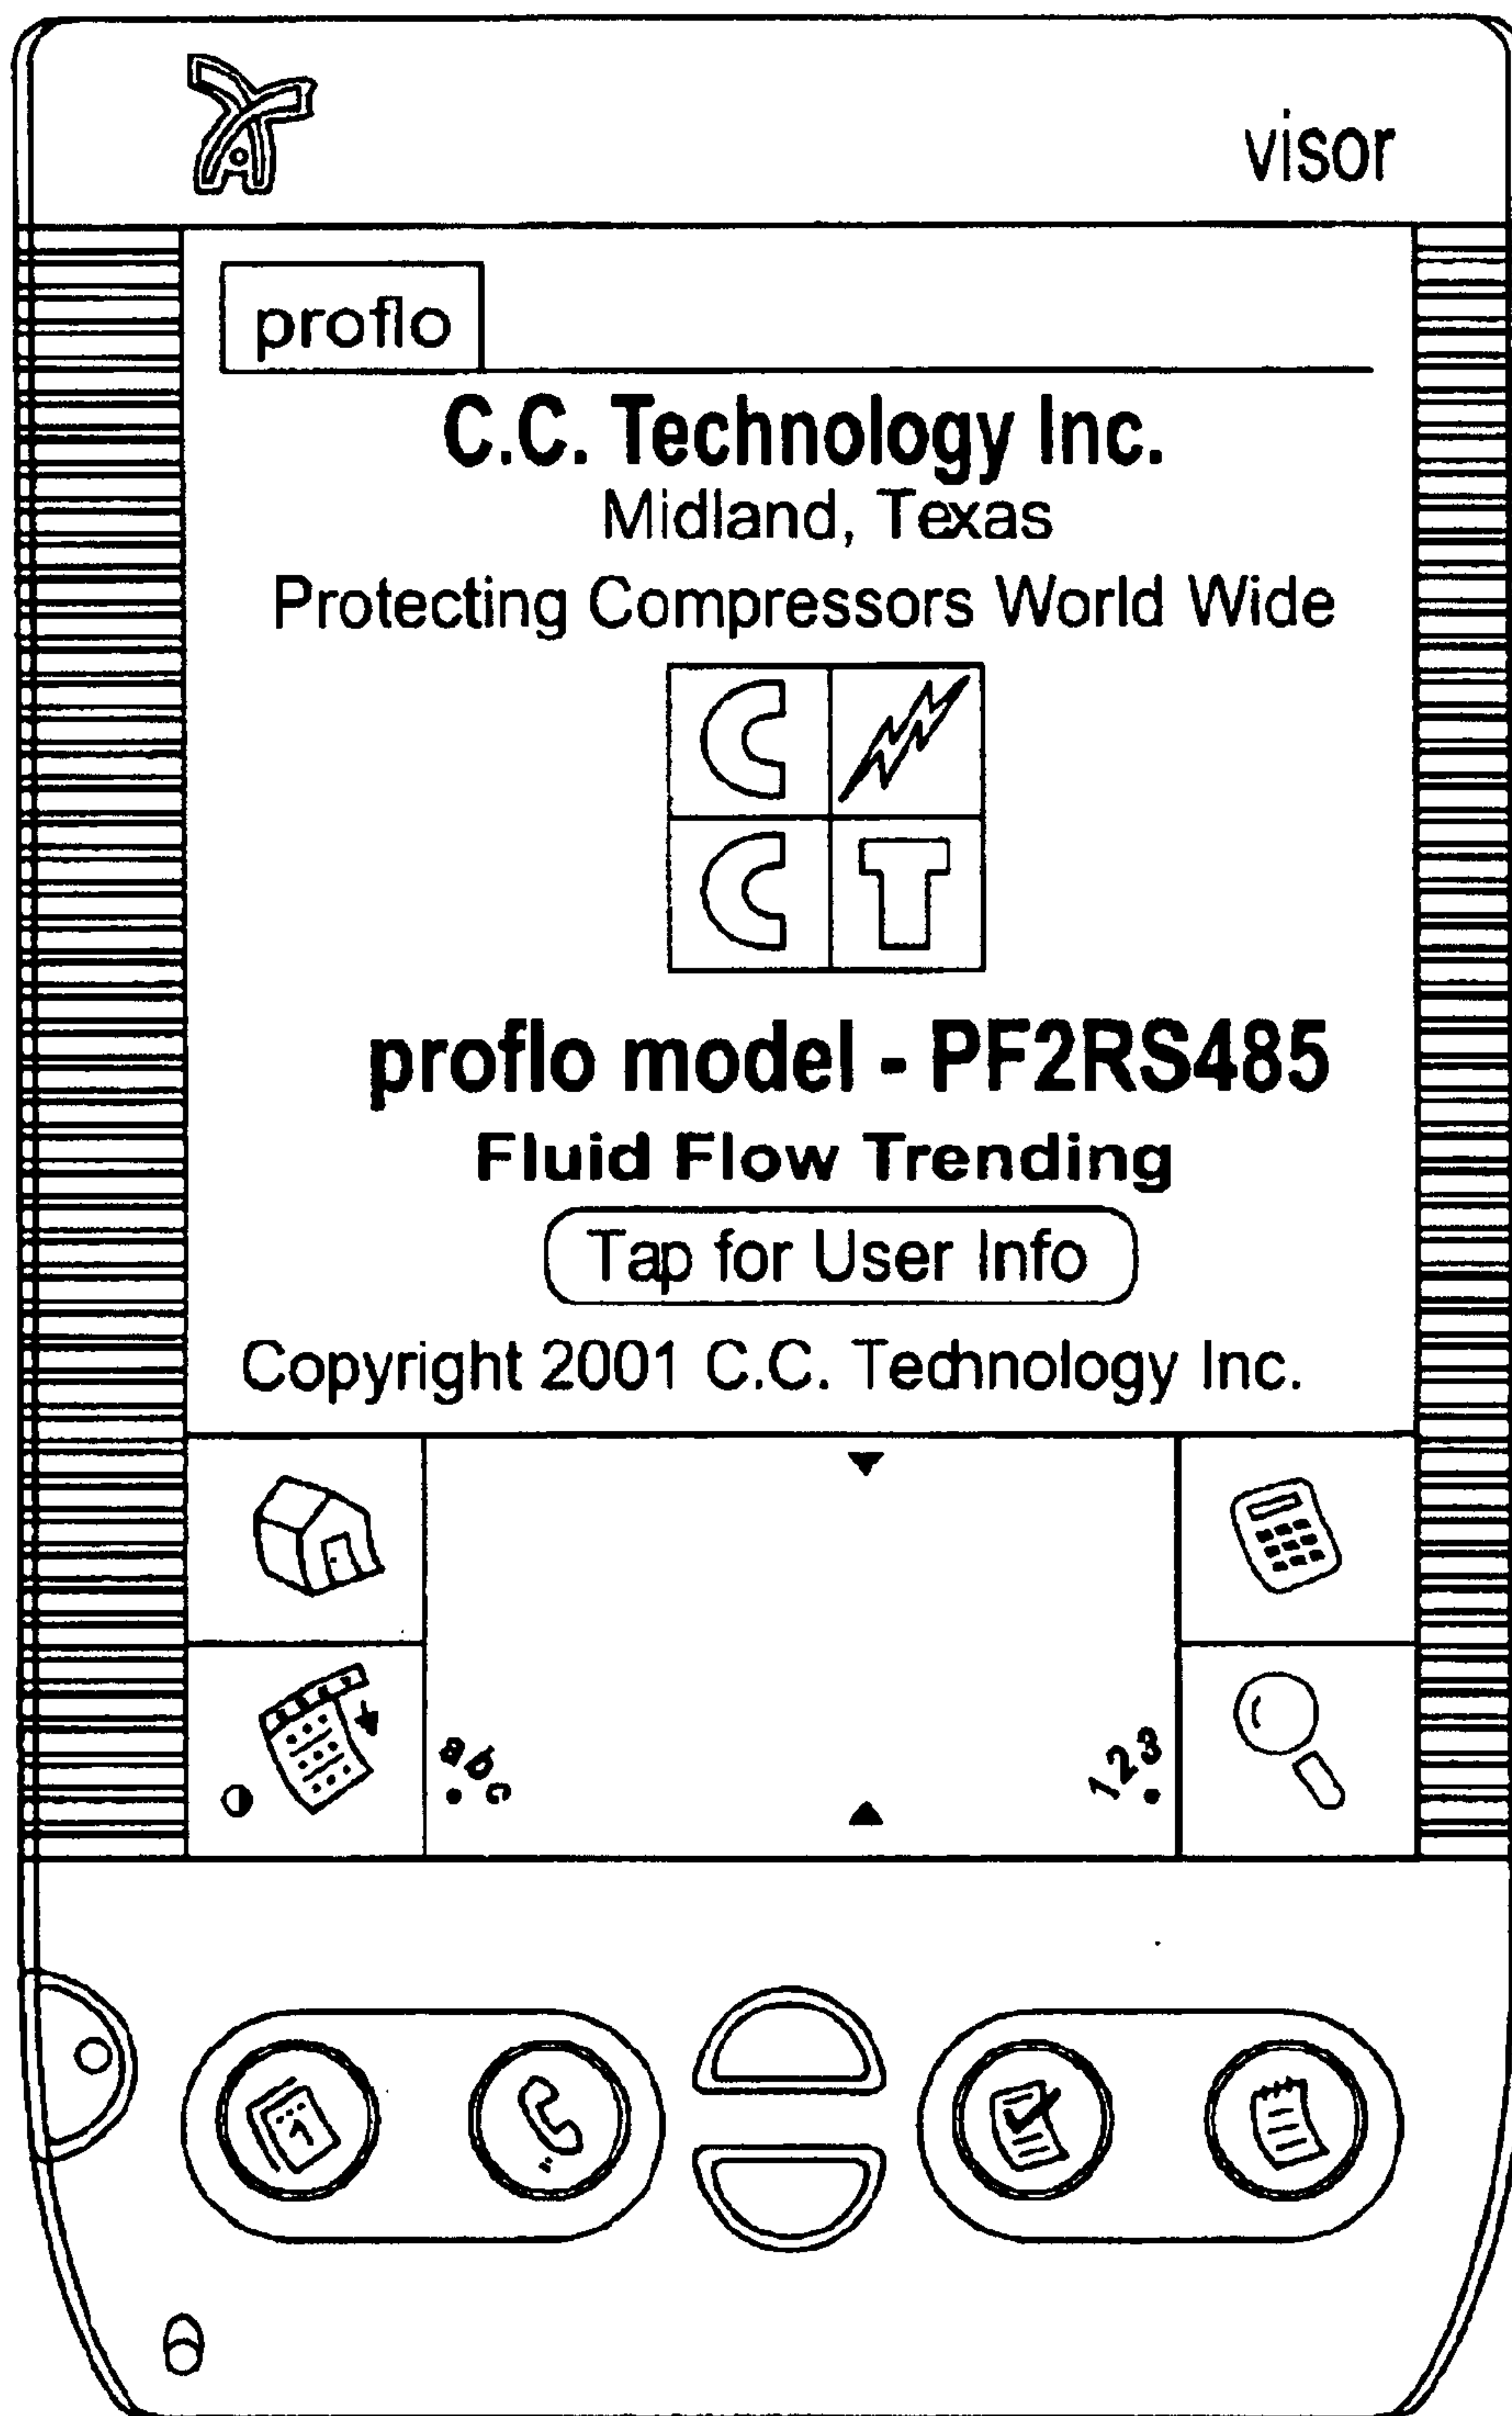 visor
proflo
C.C. Technology Inc.
Midland, Texas
Protecting Compressors World Wide
C
C T
proflo model - PF2RS485
Fluid Flow Trending
Tap for User Info
Copyright 2001 C.C. Technology Inc.
abc 123
1